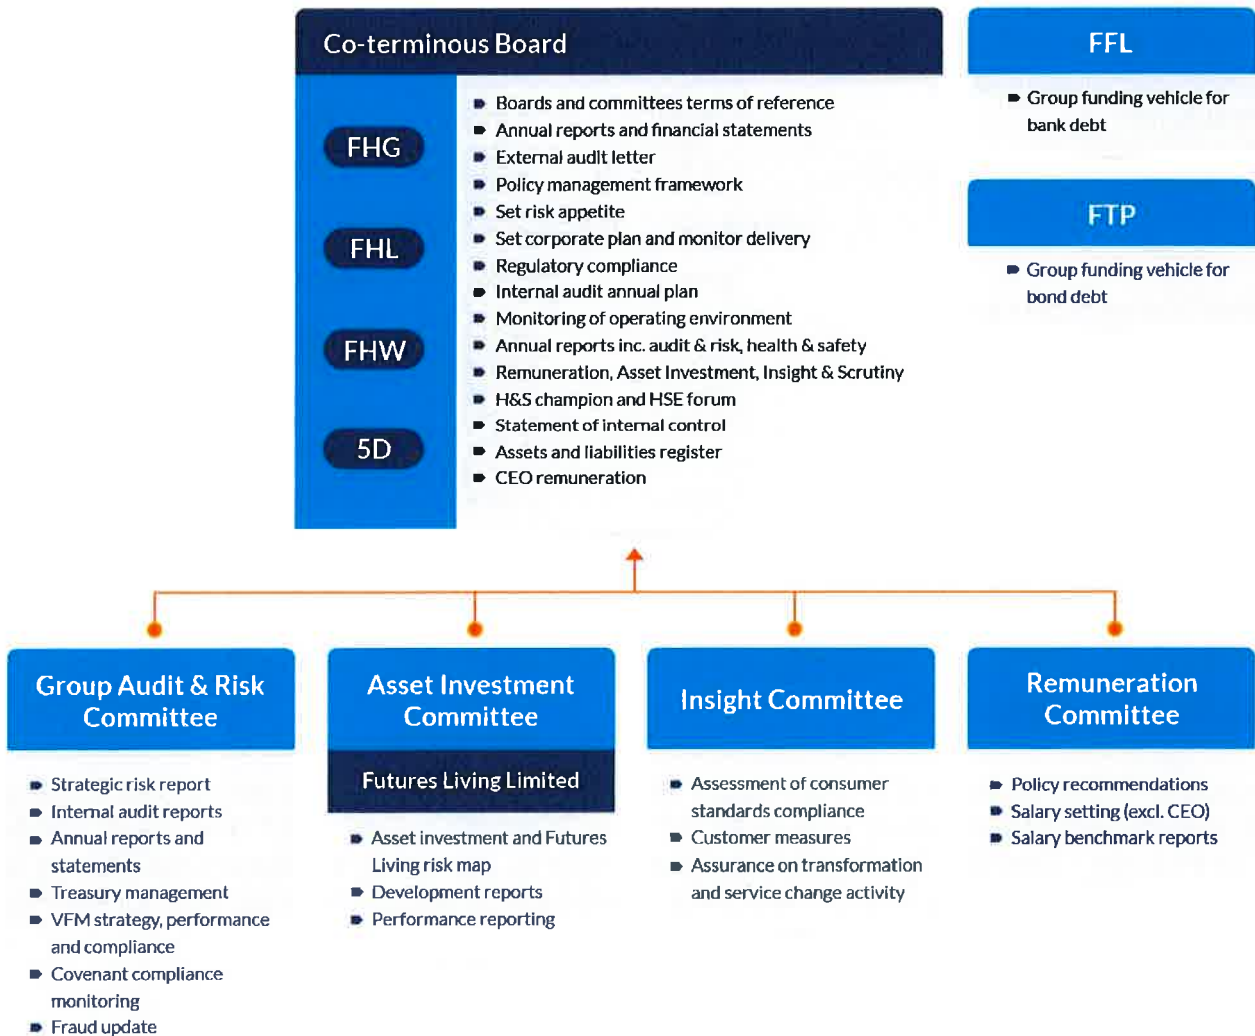 Co-terminous Board
FHG
FHL
FHW
5D
Boards and committees terms of reference
Annual reports and financial statements
External audit letter
Policy management framework
Set risk appetite
Set corporate plan and monitor delivery
Regulatory compliance
Internal audit annual plan
Monitoring of operating environment
Annual reports inc. audit & risk, health & safety
Remuneration, Asset Investment, Insight & Scrutiny
H&S champion and HSE forum
Statement of internal control
Assets and liabilities register
CEO remuneration
FFL
Group funding vehicle for
bank debt
FTP
Group funding vehicle for
bond debt
Group Audit & Risk
Committee
Strategic risk report
Internal audit reports
Annual reports and
statements
Treasury management
VFM strategy, performance
and compliance
Covenant compliance
monitoring
Fraud update
Asset Investment
Committee
Futures Living Limited
Asset investment and Futures
Living risk map
Development reports
Performance reporting
Insight Committee
Assessment of consumer
standards compliance
Customer measures
Assurance on transformation
and service change activity
Remuneration
Committee
Policy recommendations
Salary setting (excl. CEO)
Salary benchmark reports